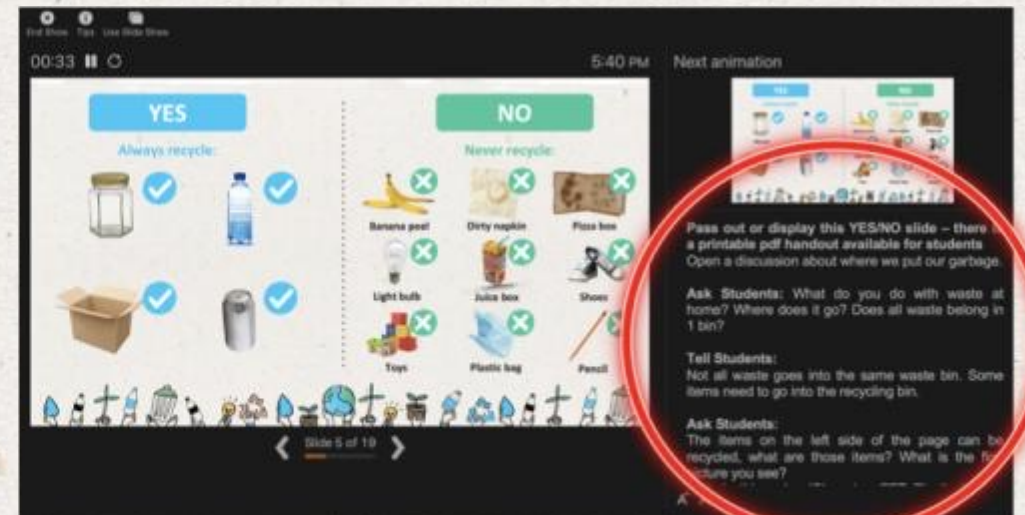 End Show Tips Use Slide Show
00:33
5:40 PM
Next animation
YES
NO
Always recycle:
Never recycle:
Banana peel
Dirty napkin
Pizza box
Light bulb
Juice box
Shoes
Toys
Plastic bag
Pencil
Slide 5 of 19
YES
NO
Pass out or display this YES/NO slide – there
a printable pdf handout available for students
Open a discussion about where we put our garbage.
Ask Students: What do you do with waste at
home? Where does it go? Does all waste belong in
1 bin?
Tell Students:
Not all waste goes into the same waste bin. Some
items need to go into the recycling bin.
Ask Students:
The items on the left side of the page can be
recycled, what are those items? What is the
picture you see?